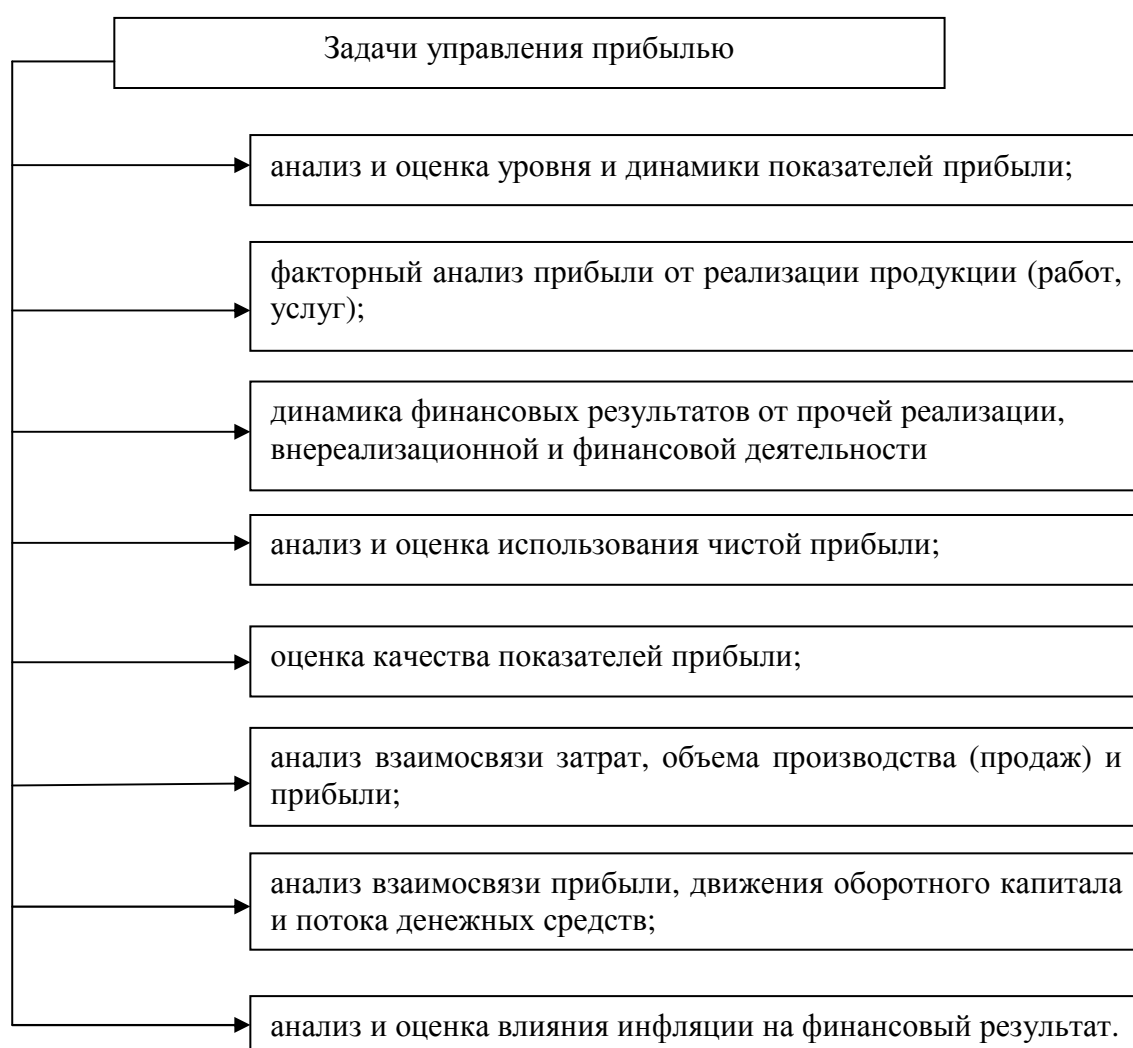 Задачи управления прибылью
анализ и оценка уровня и динамики показателей прибыли;
факторный анализ прибыли от реализации продукции (работ,
услуг);
динамика финансовых результатов от прочей реализации,
внереализационной и финансовой деятельности
анализ и оценка использования чистой прибыли;
оценка качества показателей прибыли;
анализ взаимосвязи затрат, объема производства (продаж) и
прибыли;
анализ взаимосвязи прибыли, движения оборотного капитала
и потока денежных средств;
анализ и оценка влияния инфляции на финансовый результат.